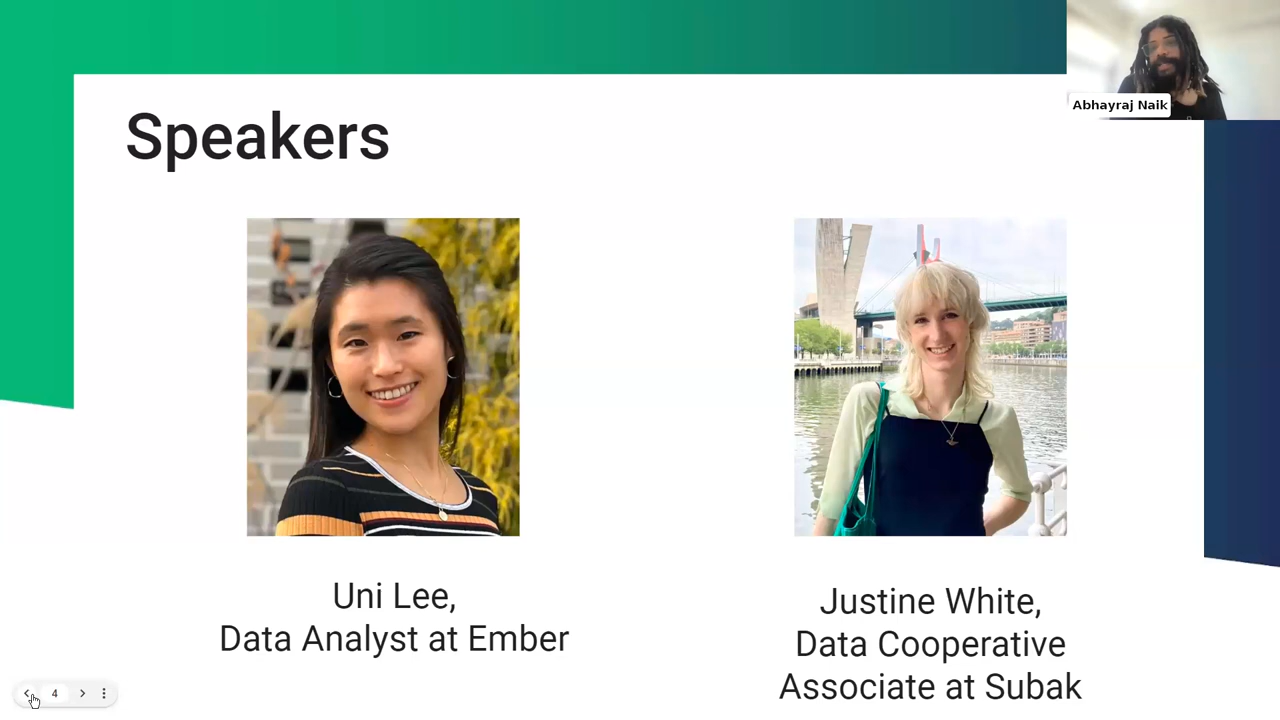 Abhayraj Naik
Speakers
Uni Lee,
Data Analyst at Ember
Justine White,
Data Cooperative
Associate at Subak
4